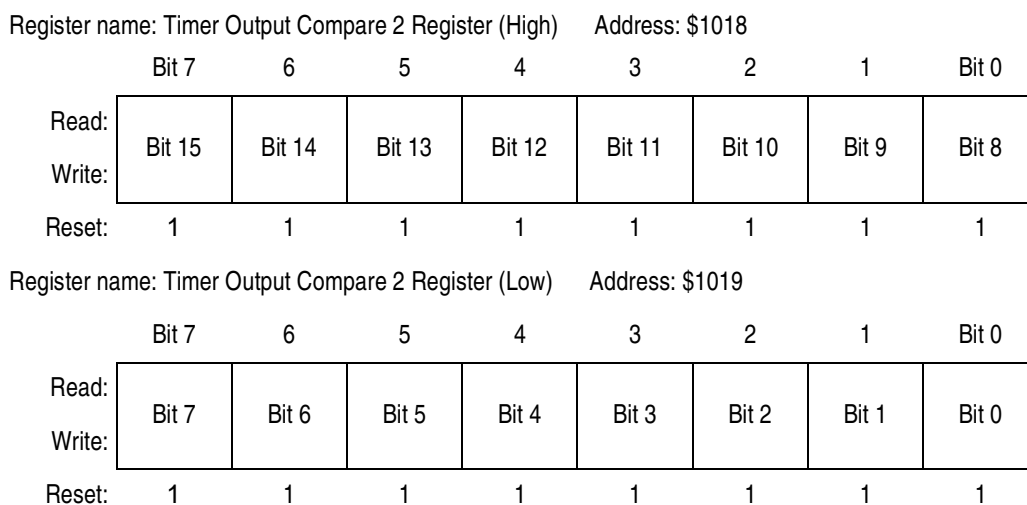 Register name: Timer Output Compare 2 Register (High) Address: $1018
Bit 7 6 5 4 3 2 1 Bit 0
Read:
Bit 15 Bit 14 Bit 13 Bit 12 Bit 11 Bit 10 Bit 9 Bit 8
Write:
Reset: 1 1 1 1 1 1 1 1
Register name: Timer Output Compare 2 Register (Low) Address: $1019
Bit 7 6 5 4 3 2 1 Bit 0
Read:
Bit 7 Bit 6 Bit 5 Bit 4 Bit 3 Bit 2 Bit 1 Bit 0
Write:
Reset: 1 1 1 1 1 1 1 1